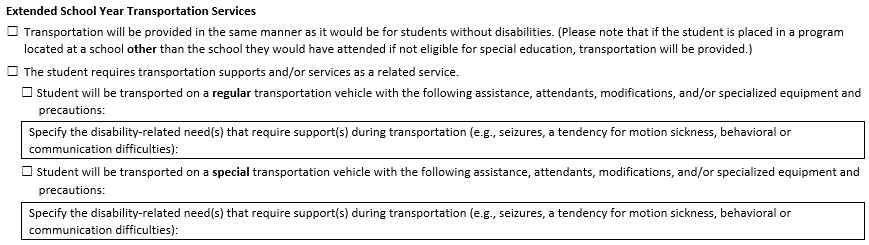 Extended School Year Transportation Services
☐ Transportation will be provided in the same manner as it would be for students without disabilities. (Please note that if the student is placed in a program
located at a school other than the school they would have attended if not eligible for special education, transportation will be provided.)
☐ The student requires transportation supports and/or services as a related service.
☐ Student will be transported on a regular transportation vehicle with the following assistance, attendants, modifications, and/or specialized equipment and
precautions:
Specify the disability-related need(s) that require support(s) during transportation (e.g., seizures, a tendency for motion sickness, behavioral or
communication difficulties):
☐ Student will be transported on a special transportation vehicle with the following assistance, attendants, modifications, and/or specialized equipment and
precautions:
Specify the disability-related need(s) that require support(s) during transportation (e.g., seizures, a tendency for motion sickness, behavioral or
communication difficulties):